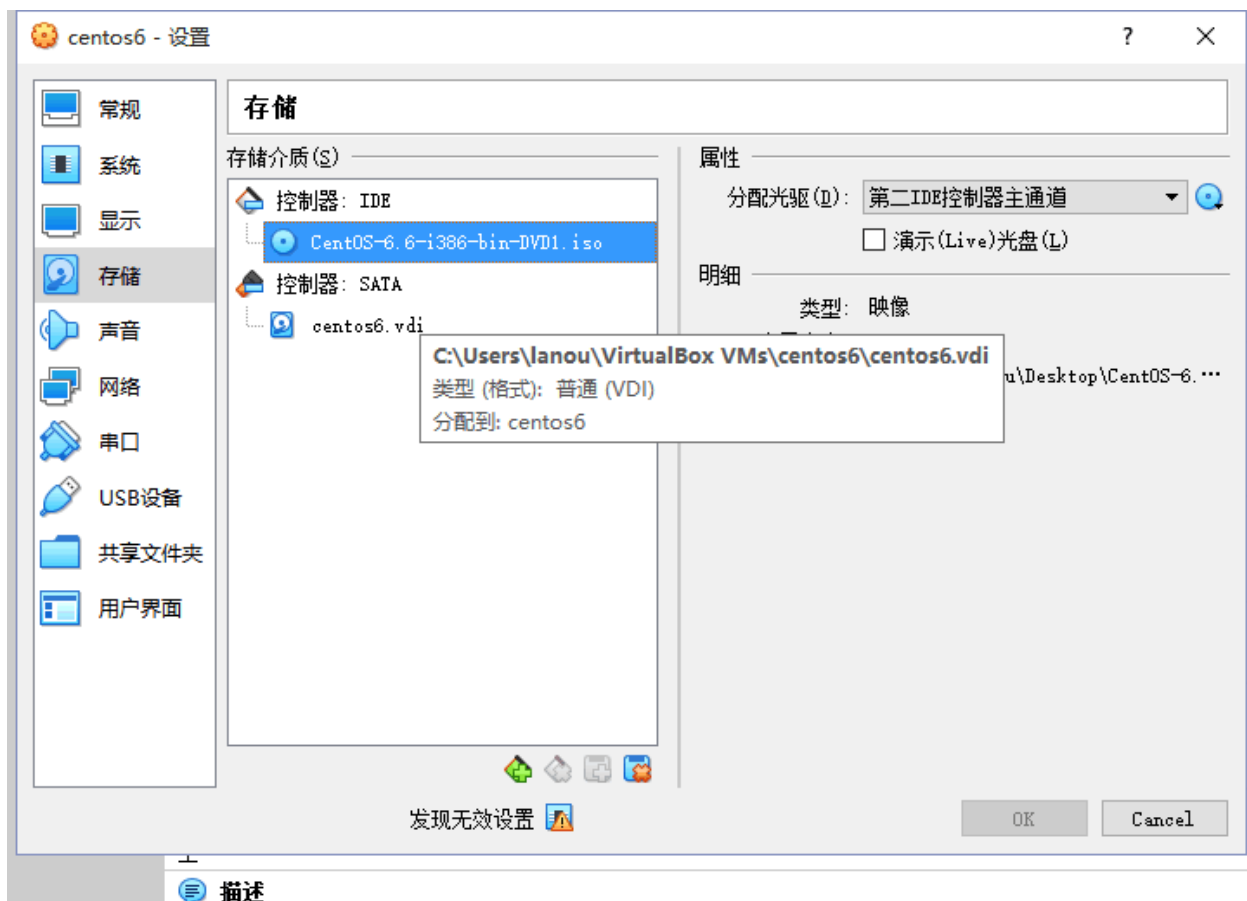 centos6 - 设置
常规
系统
显示
存储
声音
网络
串口
USB设备
共享文件夹
用户界面
存储
存储介质(S)
控制器: IDE
CentOS-6.6-i386-bin-DVD1.iso
控制器: SATA
centos6.vdi
C:\Users\lanou\VirtualBox VMs\centos6\centos6.vdi
类型 (格式): 普通 (VDI)
分配到: centos6
属性
分配光驱(D): 第二IDE控制器主通道
演示(Live)光盘(L)
明细
类型: 映像
u\Desktop\CentOS-6.…
发现无效设置
OK
Cancel
描述